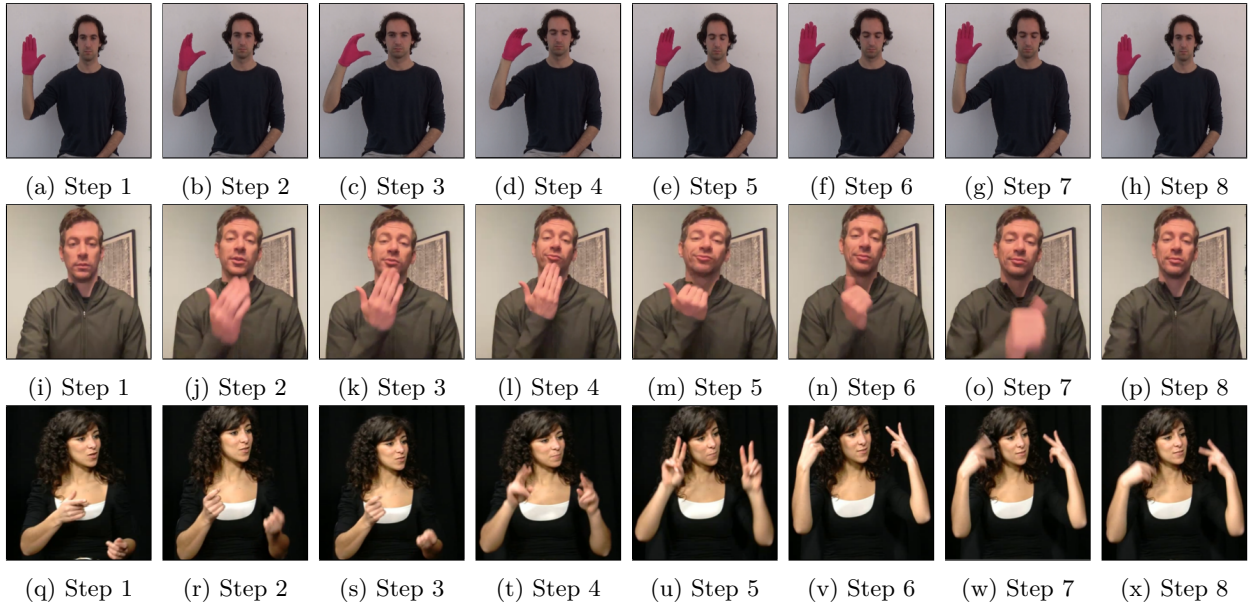 (a) Step 1 (b) Step 2 (c) Step 3 (d) Step 4 (e) Step 5 (f) Step 6 (g) Step 7 (h) Step 8
(i) Step 1 (j) Step 2 (k) Step 3 (l) Step 4 (m) Step 5 (n) Step 6 (o) Step 7 (p) Step 8
(q) Step 1 (r) Step 2 (s) Step 3 (t) Step 4 (u) Step 5 (v) Step 6 (w) Step 7 (x) Step 8